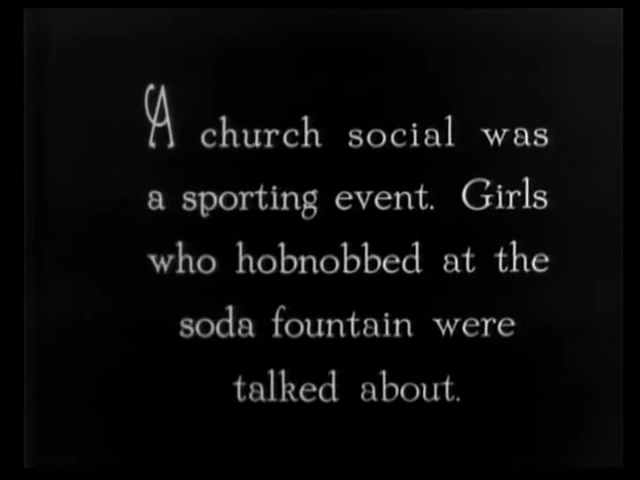 A church social was
a sporting event. Girls
who hobnobbed at the
soda fountain were
talked about.